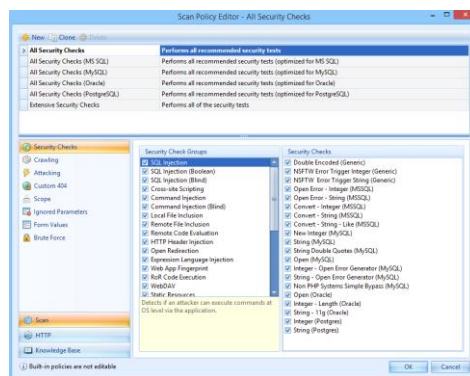 Scan Policy Editor - All Security Checks
New Clone Delete
All Security Checks Performs all recommended security tests
All Security Checks (MS SQL) Performs all recommended security tests (optimized for MS SQL)
All Security Checks (MySQL) Performs all recommended security tests (optimized for MySQL)
All Security Checks (Oracle) Performs all recommended security tests (optimized for Oracle)
All Security Checks (PostgreSQL) Performs all recommended security tests (optimized for PostgreSQL)
Extensive Security Checks Performs all of the security tests
Security Checks
Crawling
Attacking
Custom 404
Scope
Ignored Parameters
Form Values
Brute Force
Scan
HTTP
Knowledge Base
Security Check Groups
SQL Injection
SQL Injection (Boolean)
SQL Injection (Blind)
Cross-site Scripting
Command Injection
Command Injection (Blind)
Local File Inclusion
Remote File Inclusion
Remote Code Evaluation
HTTP Header Injection
Open Redirection
Expression Language Injection
Web App Fingerprint
RoR Code Execution
WebDAV
Static Resources
Detects if an attacker can execute commands at
OS level via the application.
Security Checks
Double Encoded (Generic)
NSFTW Error Trigger Integer (Generic)
NSFTW Error Trigger String (Generic)
Open Error - Integer (MSSQL)
Open Error - String (MSSQL)
Convert - Integer (MSSQL)
Convert - String (MSSQL)
Convert - String - Like (MSSQL)
New Integer (MySQL)
String (MySQL)
String Double Quotes (MySQL)
Open (MySQL)
Integer - Open Error Generator (MySQL)
String - Open Error Generator (MySQL)
Non PHP Systems Simple Bypass (MySQL)
Open (Oracle)
Integer - Length (Oracle)
String - 11g (Oracle)
Integer (Postgres)
String (Postgres)
Built-in policies are not editable
OK Cancel